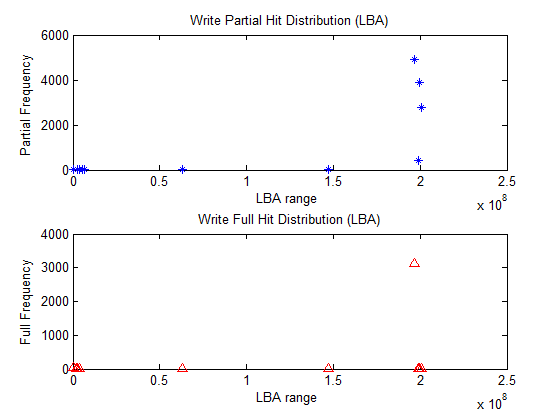 Write Partial Hit Distribution (LBA)
6000
4000
2000
0
Partial Frequency
0 0.5 1 1.5 2 2.5
LBA range
x 10^8
Write Full Hit Distribution (LBA)
4000
3000
2000
1000
0
Full Frequency
0 0.5 1 1.5 2 2.5
LBA range
x 10^8